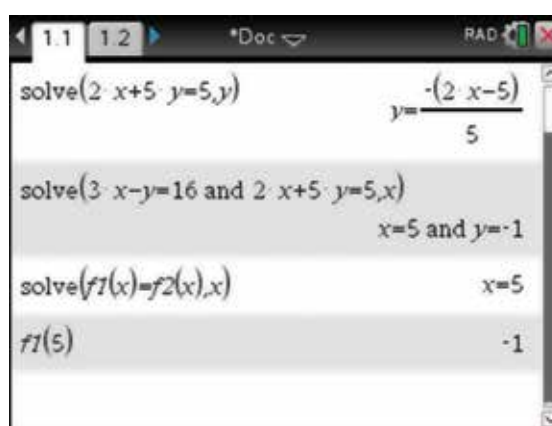 1.1 1.2 *Doc RAD
solve(2·x+5·y=5,y)
y=-(2·x-5)/5
solve(3·x-y=16 and 2·x+5·y=5,x)
x=5 and y=-1
solve(f1(x)=f2(x),x)
x=5
f1(5)
-1